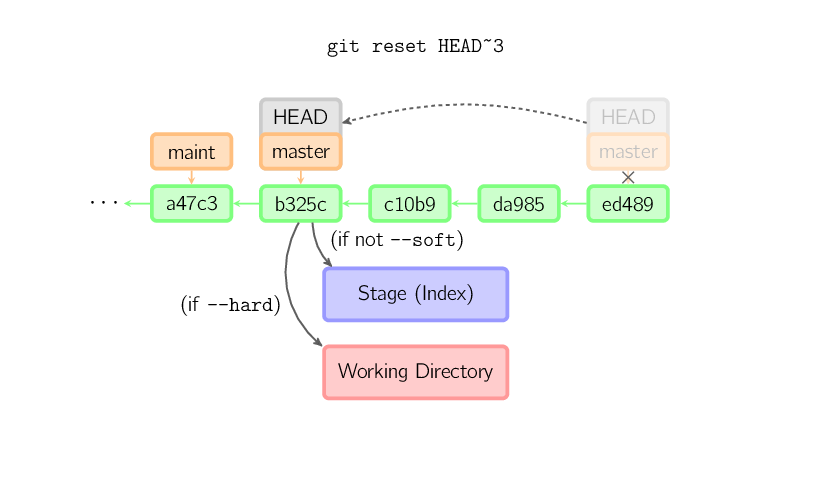 git reset HEAD~3
HEAD HEAD
maint master master
... a47c3 b325c c10b9 da985 ed489
(if not --soft)
Stage (Index)
(if --hard)
Working Directory